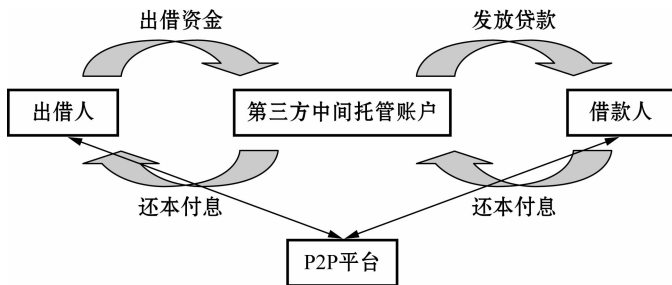 出借资金
发放贷款
出借人
第三方中间托管账户
借款人
还本付息
还本付息
P2P平台